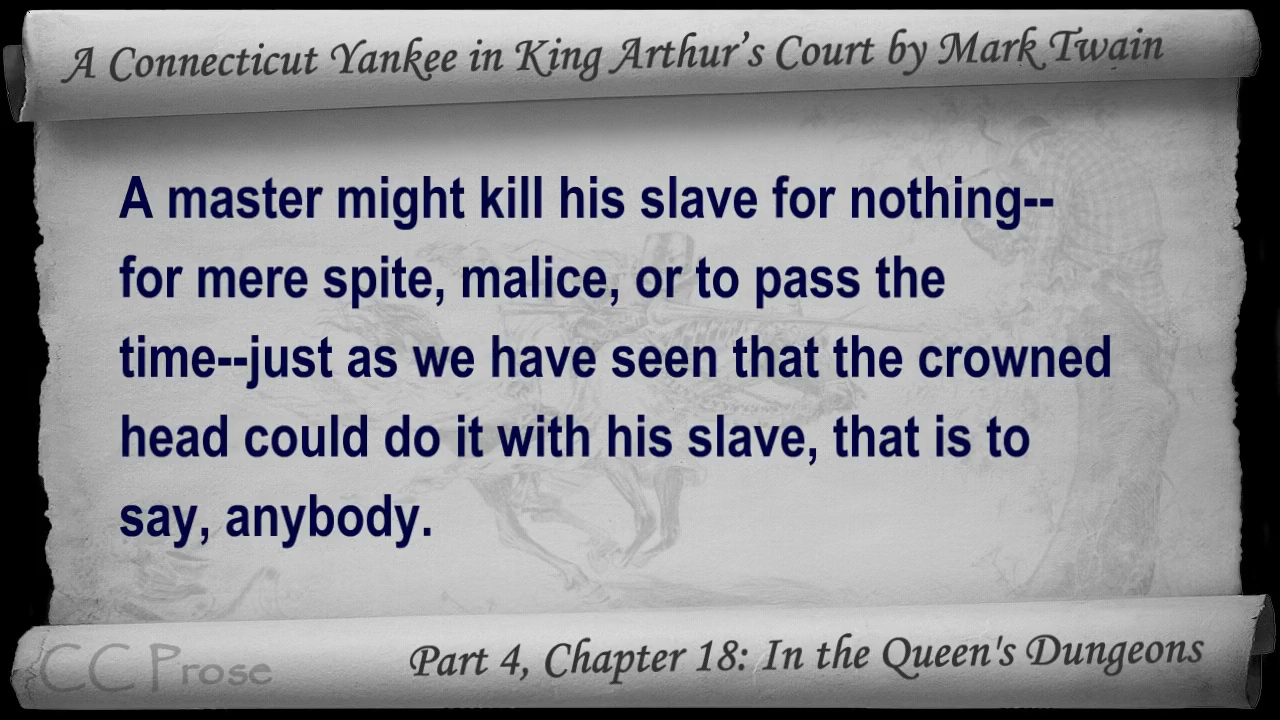 A Connecticut Yankee in King Arthur's Court by Mark Twain
A master might kill his slave for nothing--
for mere spite, malice, or to pass the
time--just as we have seen that the crowned
head could do it with his slave, that is to
say, anybody.
CC Prose
Part 4, Chapter 18: In the Queen's Dungeons